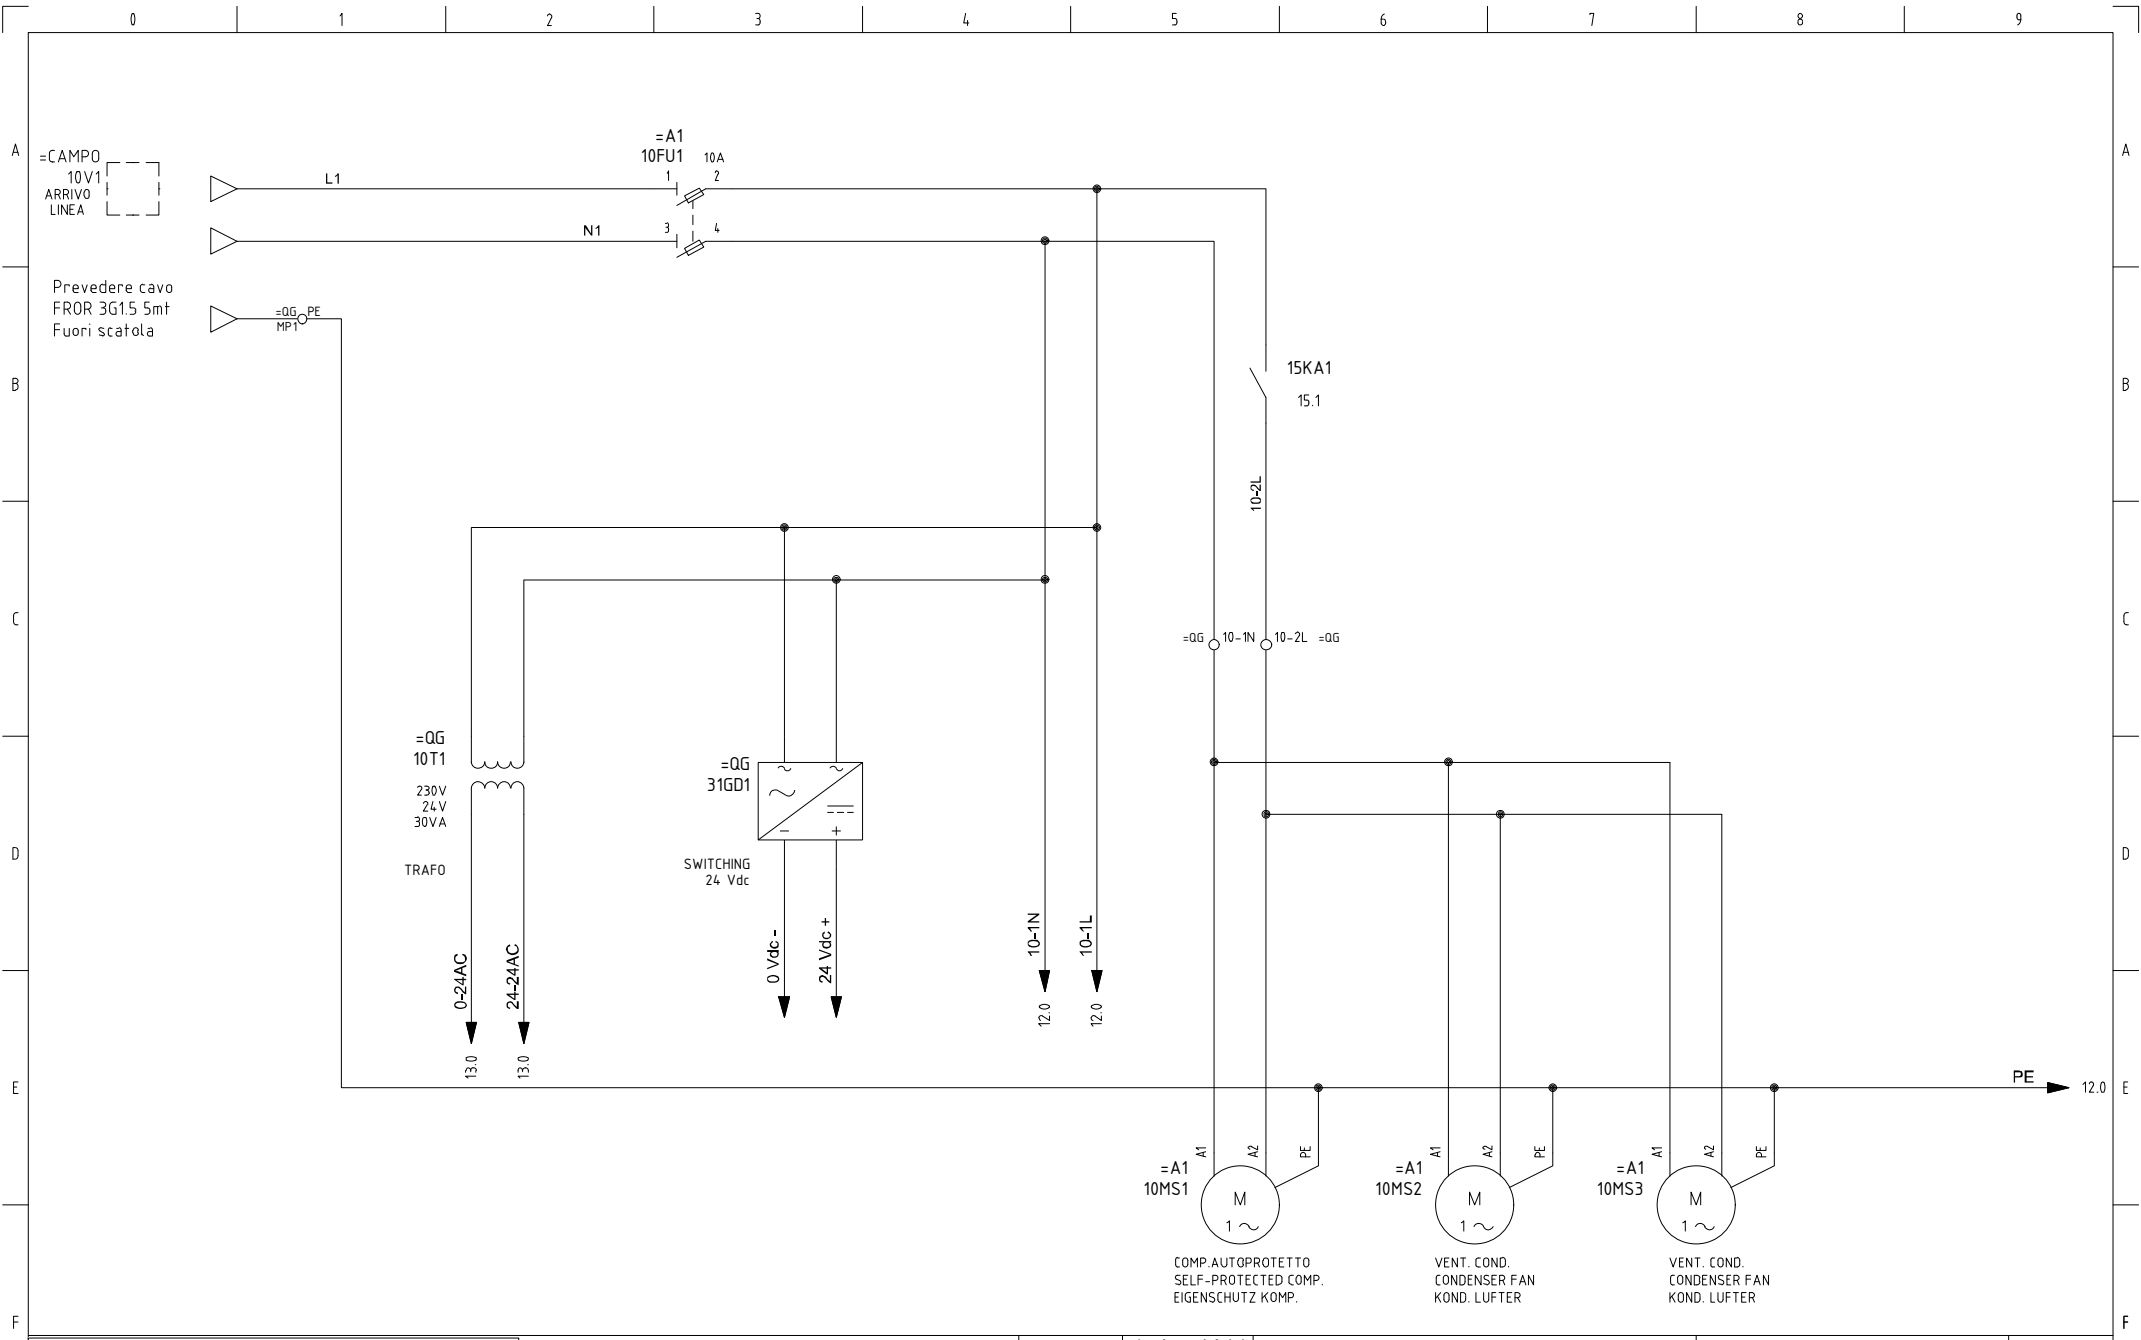 0 1 2 3 4 5 6 7 8 9
A
A
=A1
10FU1 10A
1 2
=CAMPO
10V1
ARRIVO
LINEA
L1
N1
3 4
Prevedere cavo
FROR 3G1.5 5mt
Fuori scatola
=QG PE
MP1
B
B
15KA1
15.1
10-2L
C
C
=QG 10-1N 10-2L =QG
=QG
10T1
230V
24V
30VA
TRAFO
=QG
31GD1
SWITCHING
24 Vdc
D
D
0-24AC
24-24AC
0 Vdc -
24 Vdc +
10-1N
10-1L
13.0
13.0
12.0
12.0
E
PE
12.0 E
A1 A2 PE
=A1
10MS1
M
1
A1 A2 PE
=A1
10MS2
M
1
A1 A2 PE
=A1
10MS3
M
1
COMP.AUTOPROTETTO
SELF-PROTECTED COMP.
EIGENSCHUTZ KOMP.
VENT. COND.
CONDENSER FAN
KOND. LUFTER
VENT. COND.
CONDENSER FAN
KOND. LUFTER
F
F